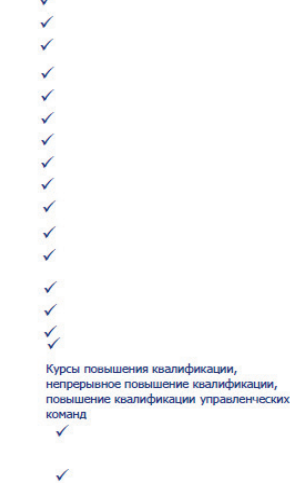 Курсы повышения квалификации,
непрерывное повышение квалификации,
повышение квалификации управленческих
команд